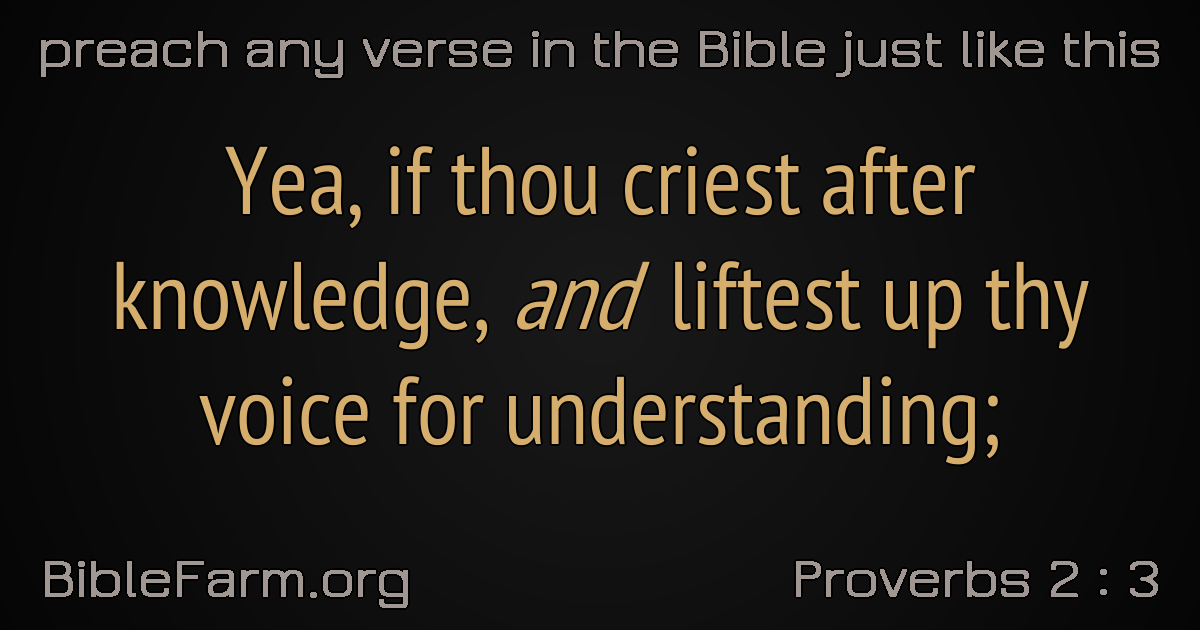 preach any verse in the Bible just like this
Yea, if thou criest after
knowledge, and liftest up thy
voice for understanding;
BibleFarm.org
Proverbs 2 : 3